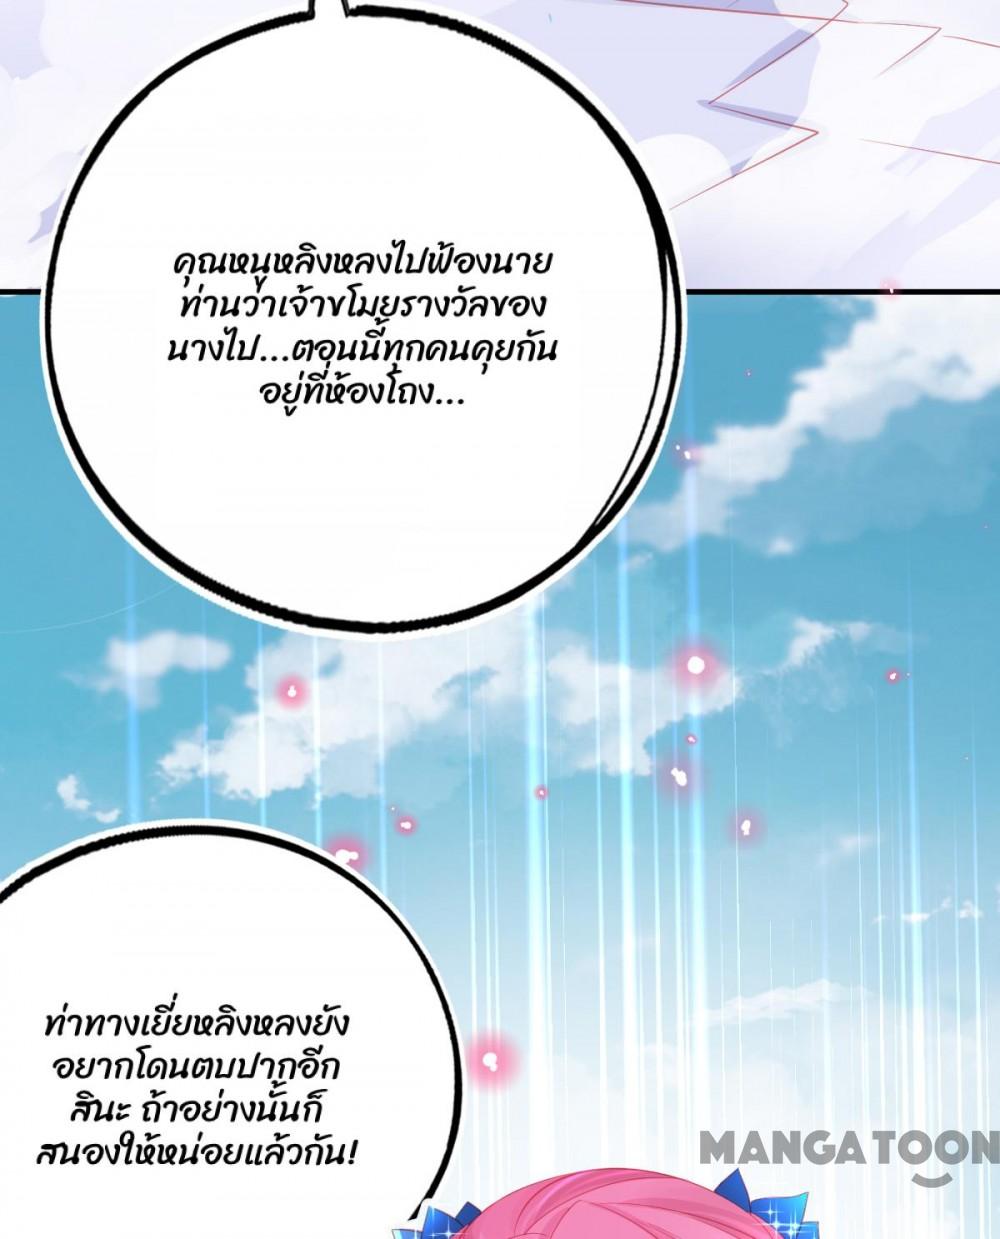 คุณหนูหลิงหลงไปฟ้องนาย
ท่านว่าเจ้าขโมยรางวัลของ
นางไป...ตอนนี้ทุกคนคุยกัน
อยู่ที่ห้องโถง...
ท่าทางเยี่ยหลิงหลงยัง
อยากโดนตบปากอีก
สินะ ถ้าอย่างนั้นก็
สนองให้หน่อยแล้วกัน!
MANGATOON